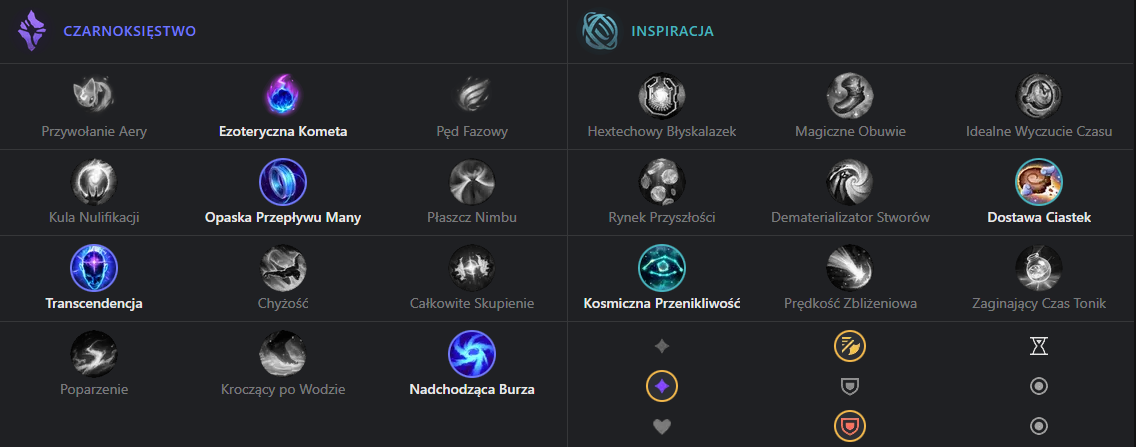 CZARNOKSIĘSTWO
INSPIRACJA
Przywołanie Aery
Ezoteryczna Kometa
Pęd Fazowy
Hextechowy Błyskalazek
Magiczne Obuwie
Idealne Wyczucie Czasu
Kula Nulifikacji
Opaska Przepływu Many
Płaszcz Nimbu
Rynek Przyszłości
Dematerializator Stworów
Dostawa Ciastek
Transcendencja
Chyżość
Całkowite Skupienie
Kosmiczna Przenikliwość
Prędkość Zbliżeniowa
Zaginający Czas Tonik
Poparzenie
Kroczący po Wodzie
Nadchodząca Burza